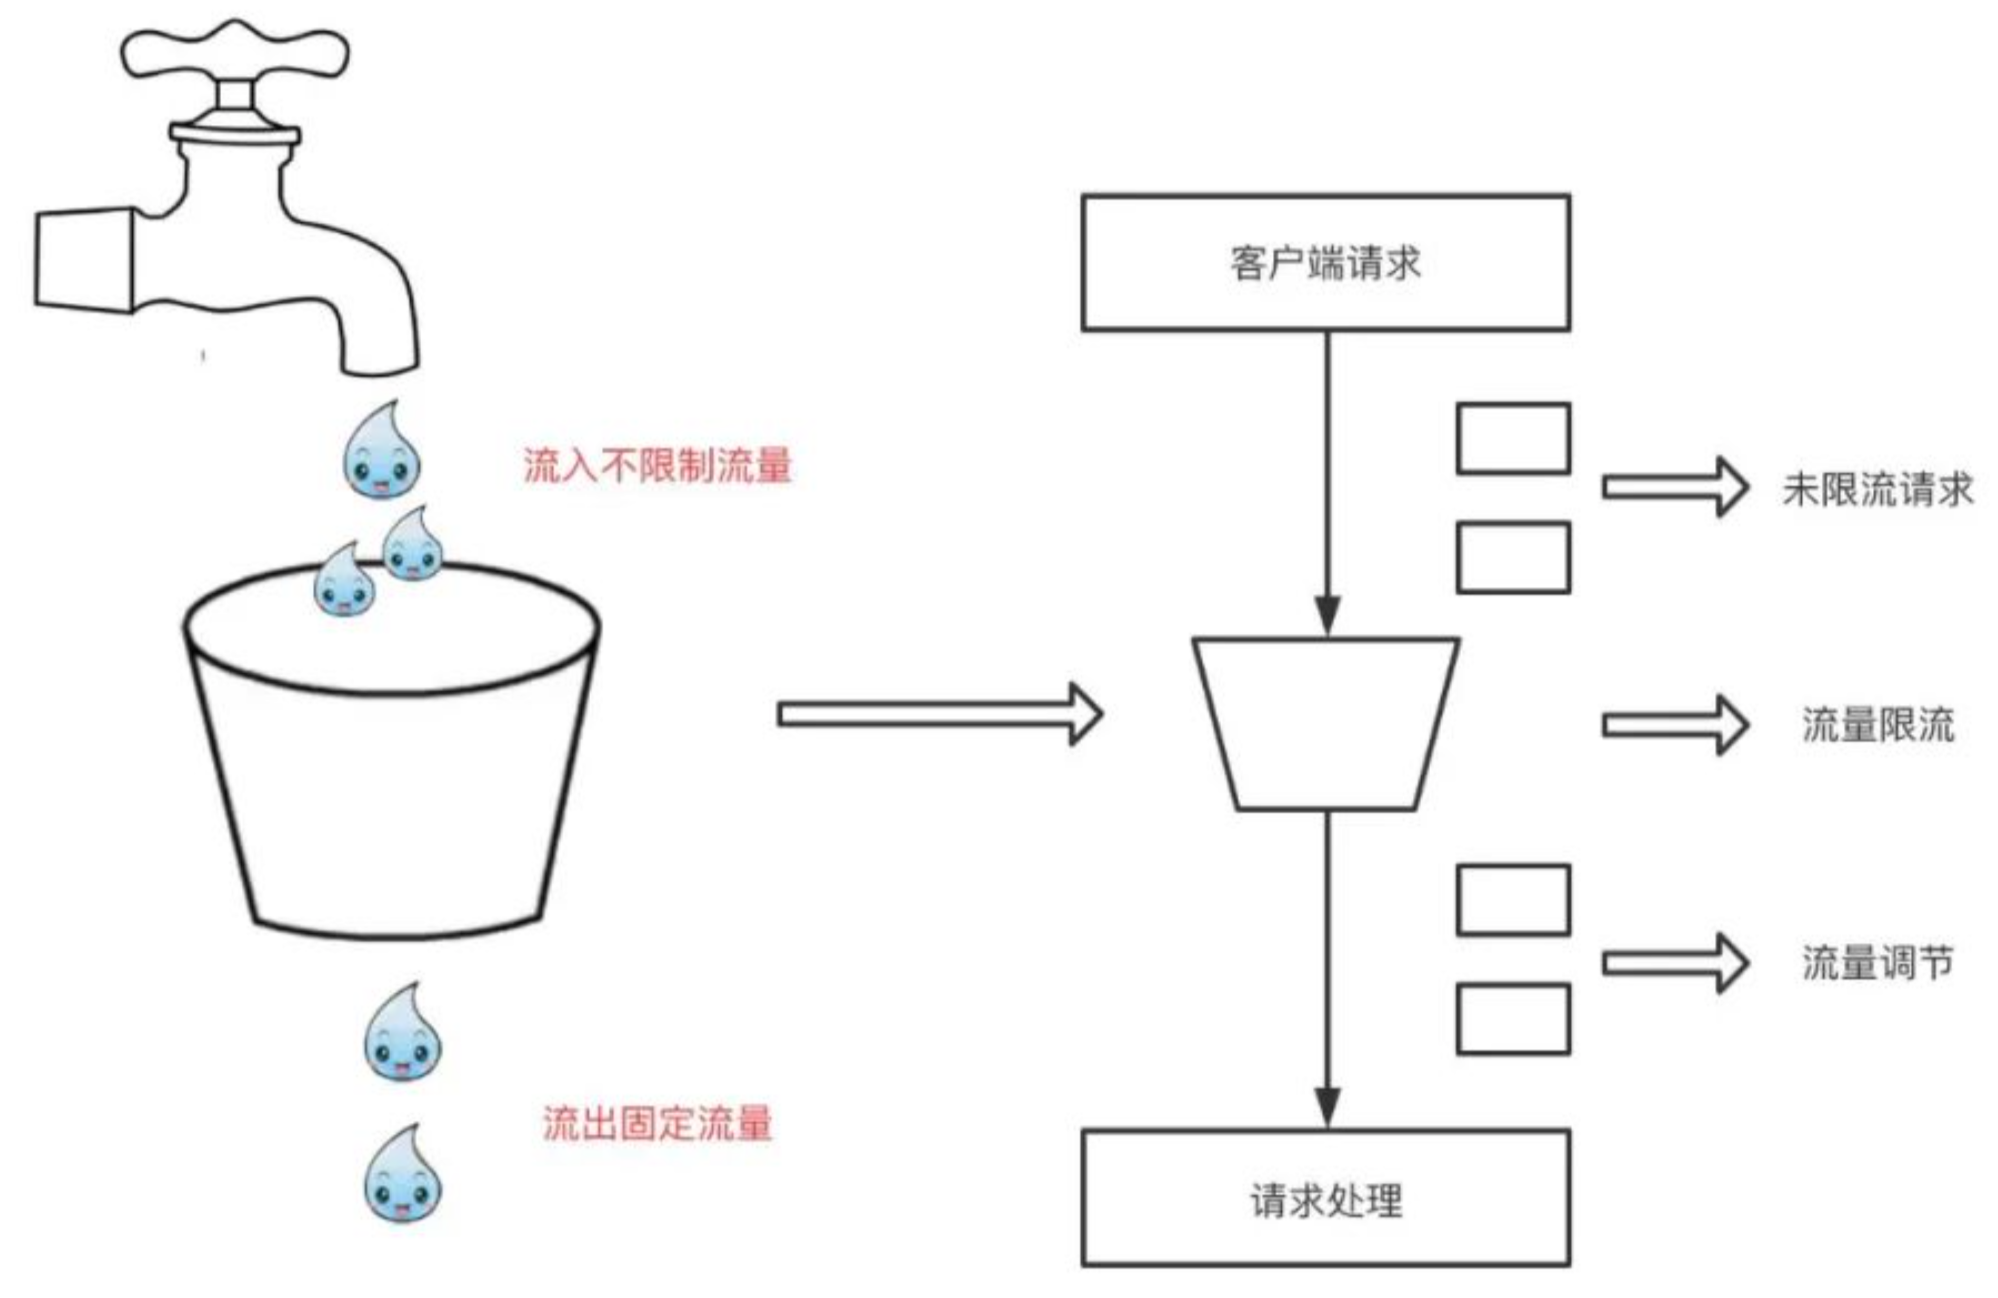 客户端请求
流入不限制流量
未限流请求
流量限流
流量调节
流出固定流量
请求处理